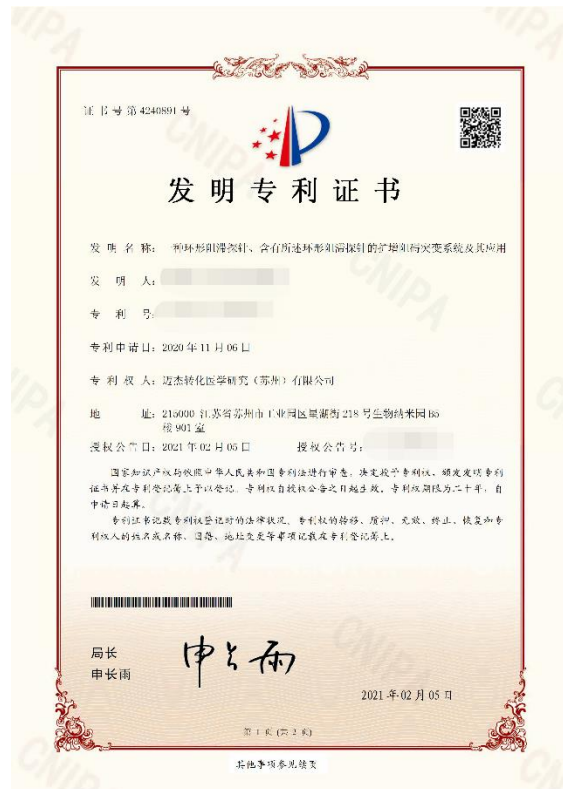 证书号第4240891号
发明专利证书
发明名称：一种环形阻滞探针、含有所述环形阻滞探针的扩增阻碍突变系统及其应用
发明人：
专利号：
专利申请日：2020年11月06日
专利权人：迈杰转化医学研究（苏州）有限公司
地址：215000 江苏省苏州市工业园区星湖街218号生物纳米园B5
楼901室
授权公告日：2021年02月05日 授权公告号：
国家知识产权局依照中华人民共和国专利法进行审查，决定授予专利权，颁发发明专利
证书并在专利登记簿上予以登记。专利权自授权公告之日起生效。专利权期限为二十年，自
申请日起算。
专利证书记载专利权登记时的法律状况。专利权的转移、质押、无效、终止、恢复和专
利权人的姓名或名称、国籍、地址变更等事项记载在专利登记簿上。
局长
申长雨
申长雨
2021年02月05日
第1页(共2页)
其他事项参见续页
CNIPA
CNIPA
CNIPA
CNIPA
CNIPA
CNIPA